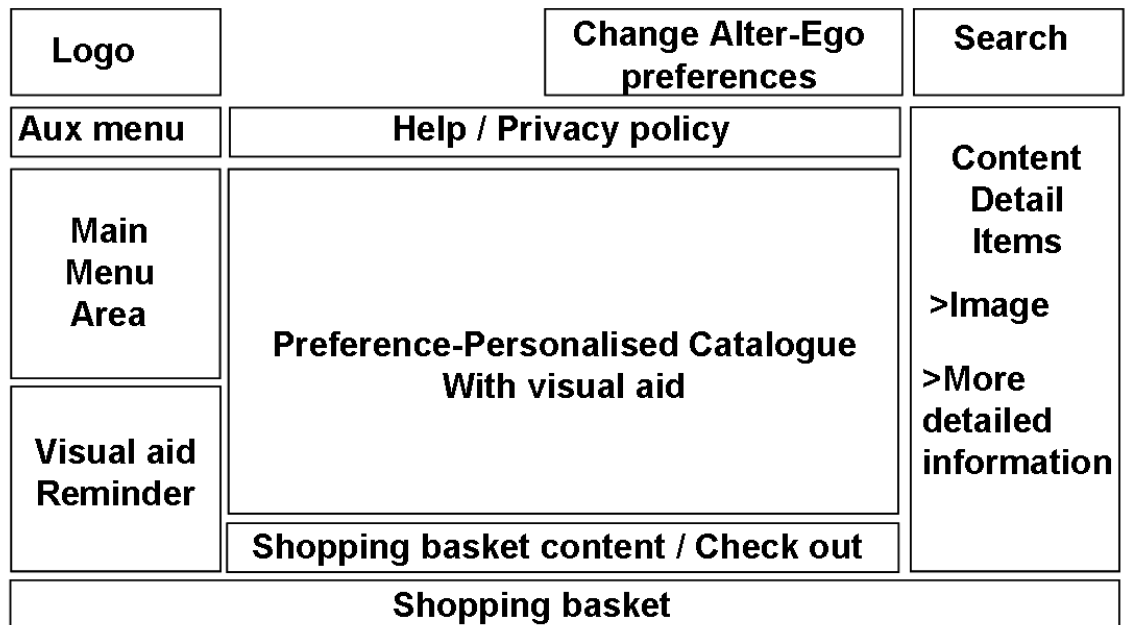 Logo
Change Alter-Ego
preferences
Search
Aux menu
Help / Privacy policy
Main
Menu
Area
Preference-Personalised Catalogue
With visual aid
Content
Detail
Items
>Image
>More
detailed
information
Visual aid
Reminder
Shopping basket content / Check out
Shopping basket